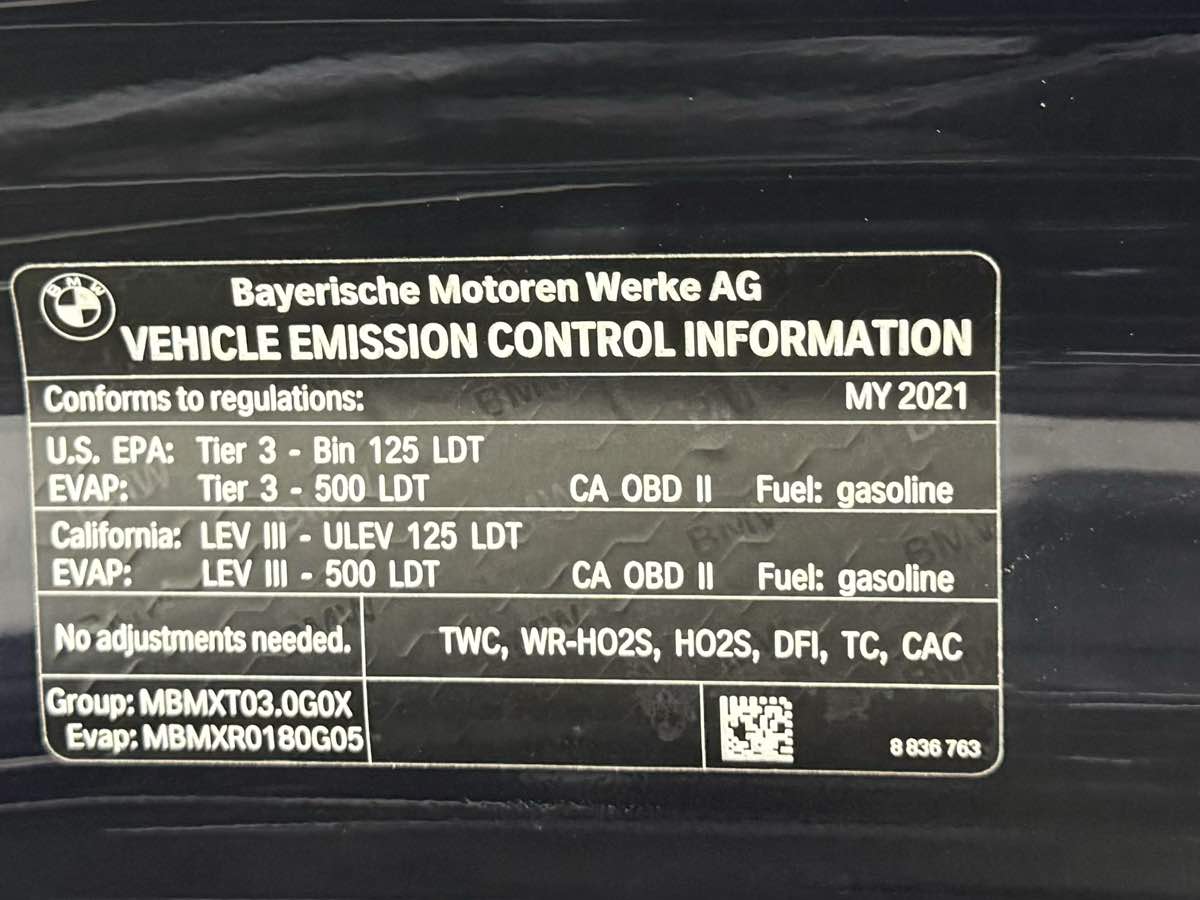 BMW
Bayerische Motoren Werke AG
VEHICLE EMISSION CONTROL INFORMATION
Conforms to regulations: MY 2021
U.S. EPA: Tier 3 - Bin 125 LDT
EVAP: Tier 3 - 500 LDT CA OBD II Fuel: gasoline
California: LEV III - ULEV 125 LDT
EVAP: LEV III - 500 LDT CA OBD II Fuel: gasoline
No adjustments needed. TWC, WR-HO2S, HO2S, DFI, TC, CAC
Group: MBMXT03.0G0X
Evap: MBMXR0180G05
8 836 763